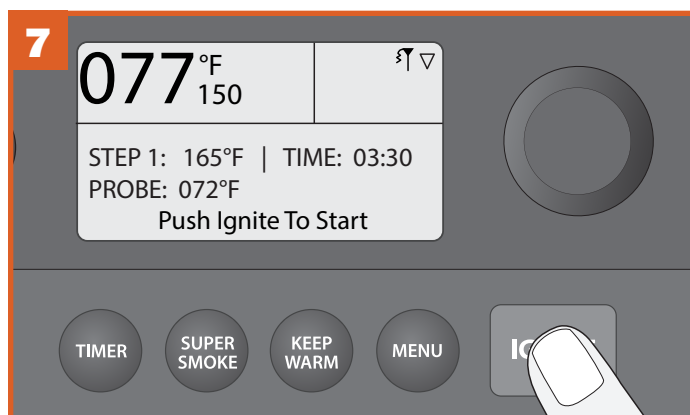 7
077°F
150
STEP 1: 165°F | TIME: 03:30
PROBE: 072°F
Push Ignite To Start
TIMER
SUPER
SMOKE
KEEP
WARM
MENU